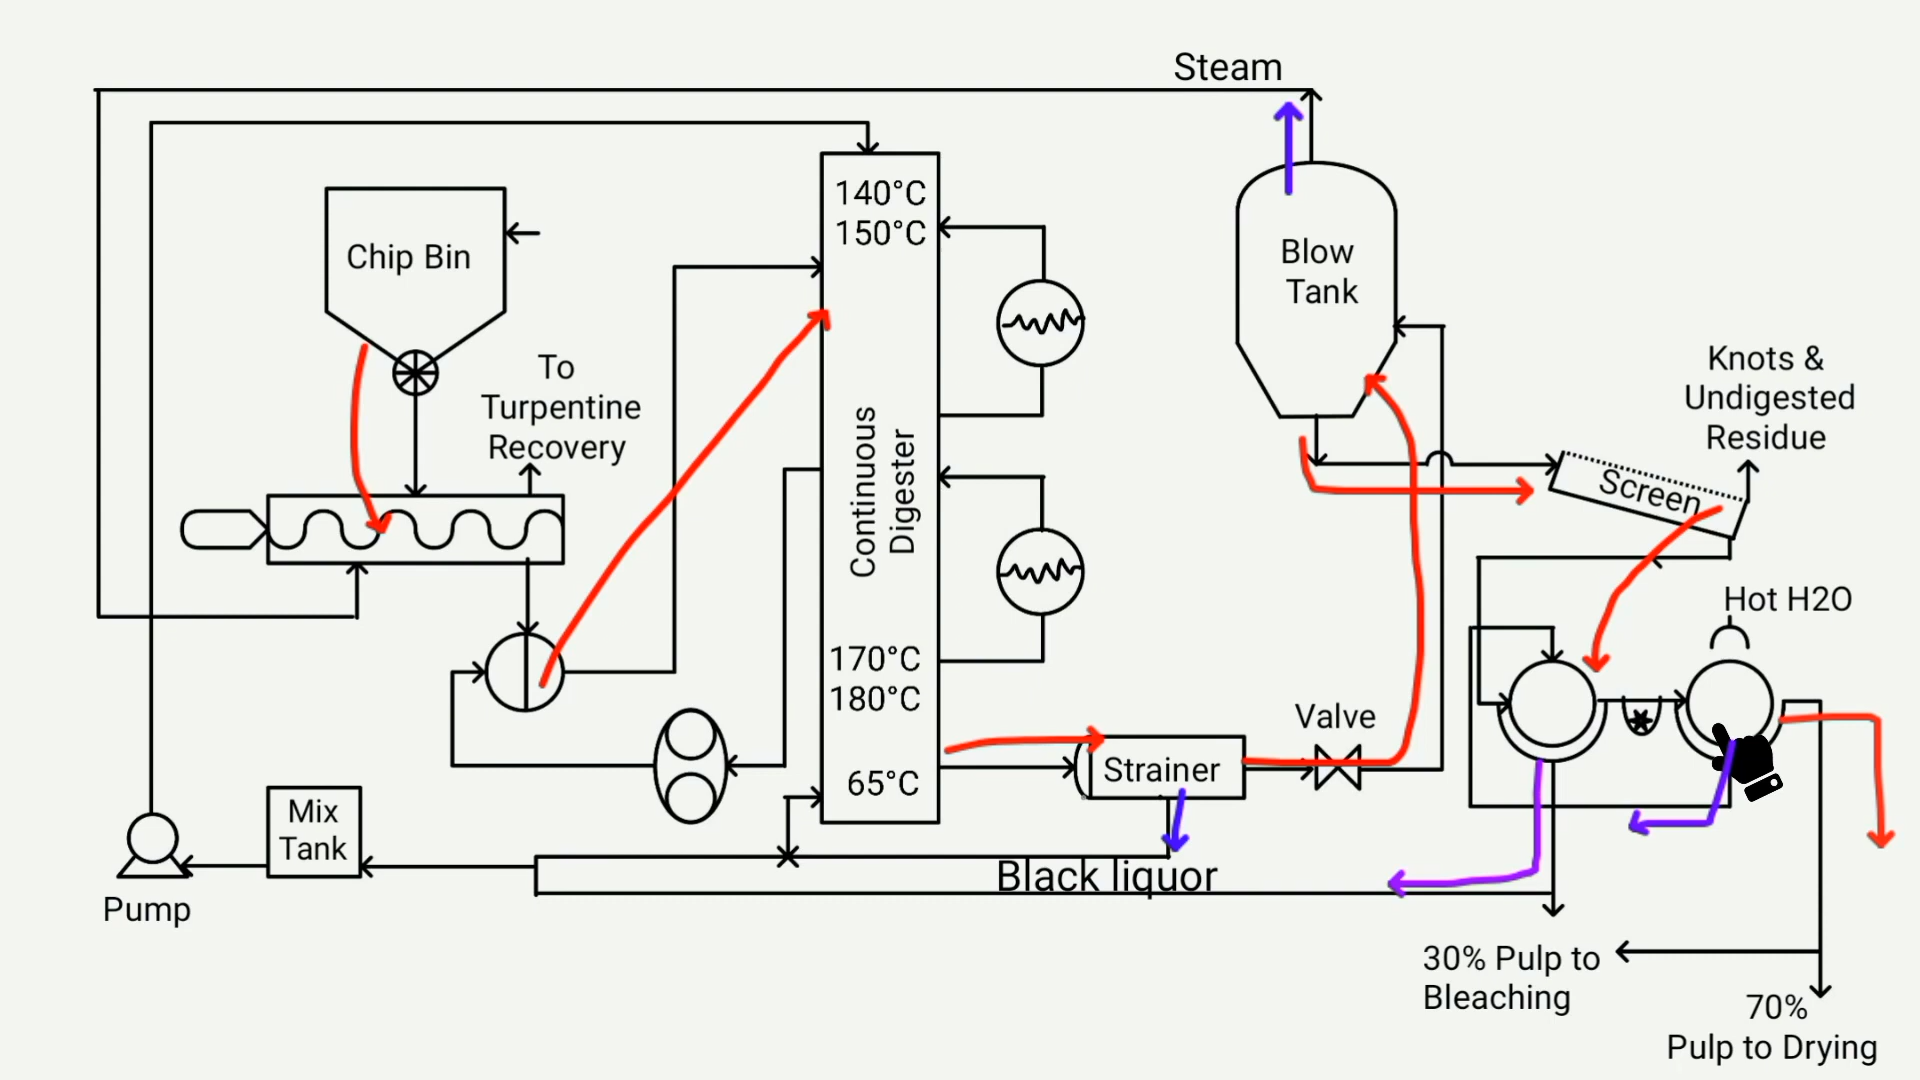 Steam
140°C
150°C
Chip Bin
Blow
Tank
To
Turpentine
Recovery
Knots &
Undigested
Residue
Continuous
Digester
Screen
Hot H2O
170°C
180°C
Valve
Strainer
65°C
Mix
Tank
Black liquor
Pump
30% Pulp to
Bleaching
70%
Pulp to Drying